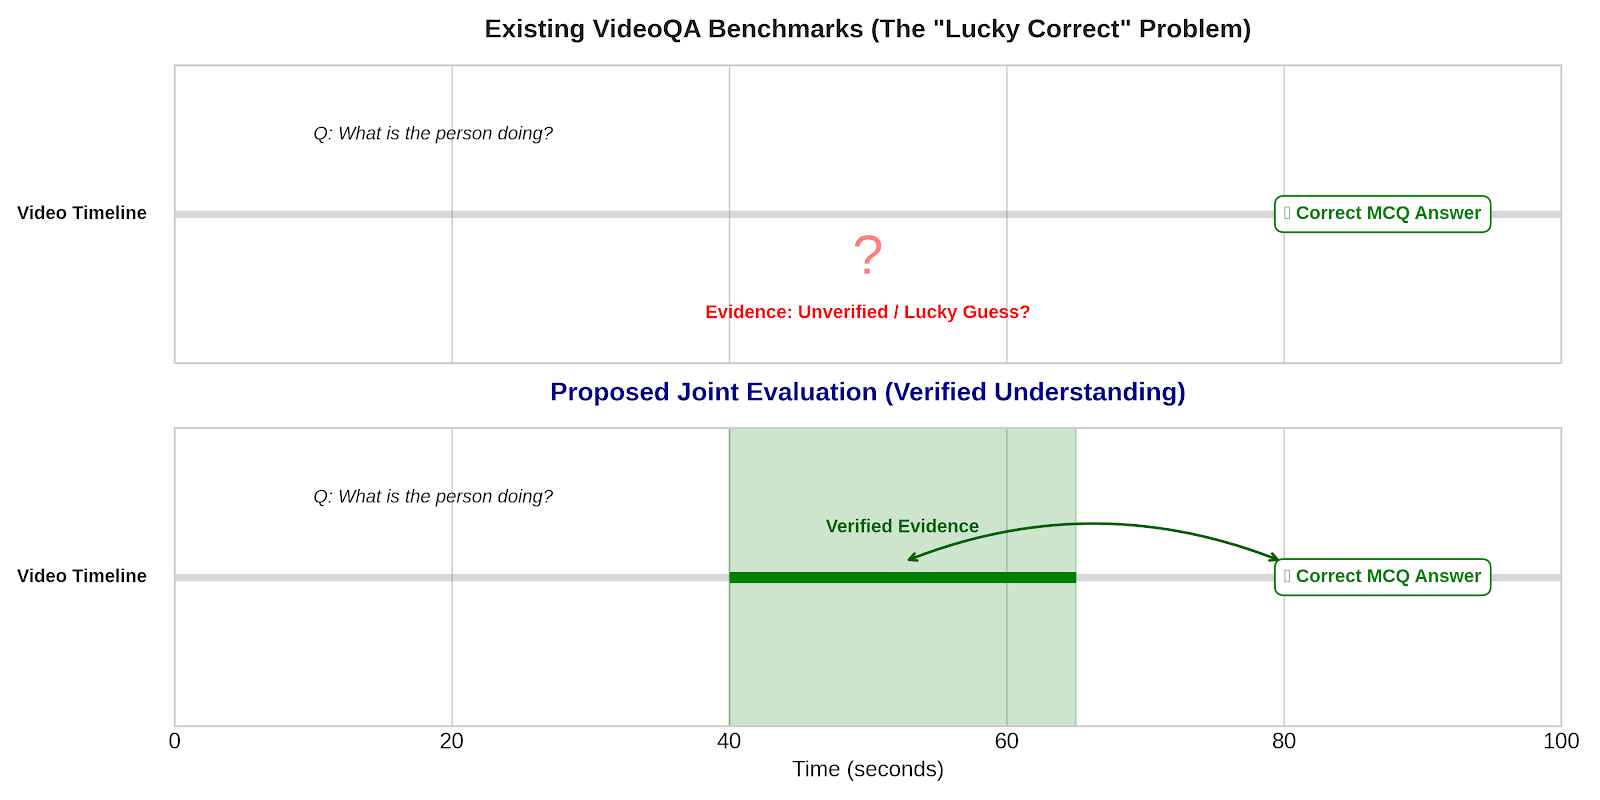 Existing VideoQA Benchmarks (The "Lucky Correct" Problem)
Q: What is the person doing?
Video Timeline
▯ Correct MCQ Answer
?
Evidence: Unverified / Lucky Guess?
Proposed Joint Evaluation (Verified Understanding)
Q: What is the person doing?
Verified Evidence
Video Timeline
▯ Correct MCQ Answer
0 20 40 60 80 100
Time (seconds)